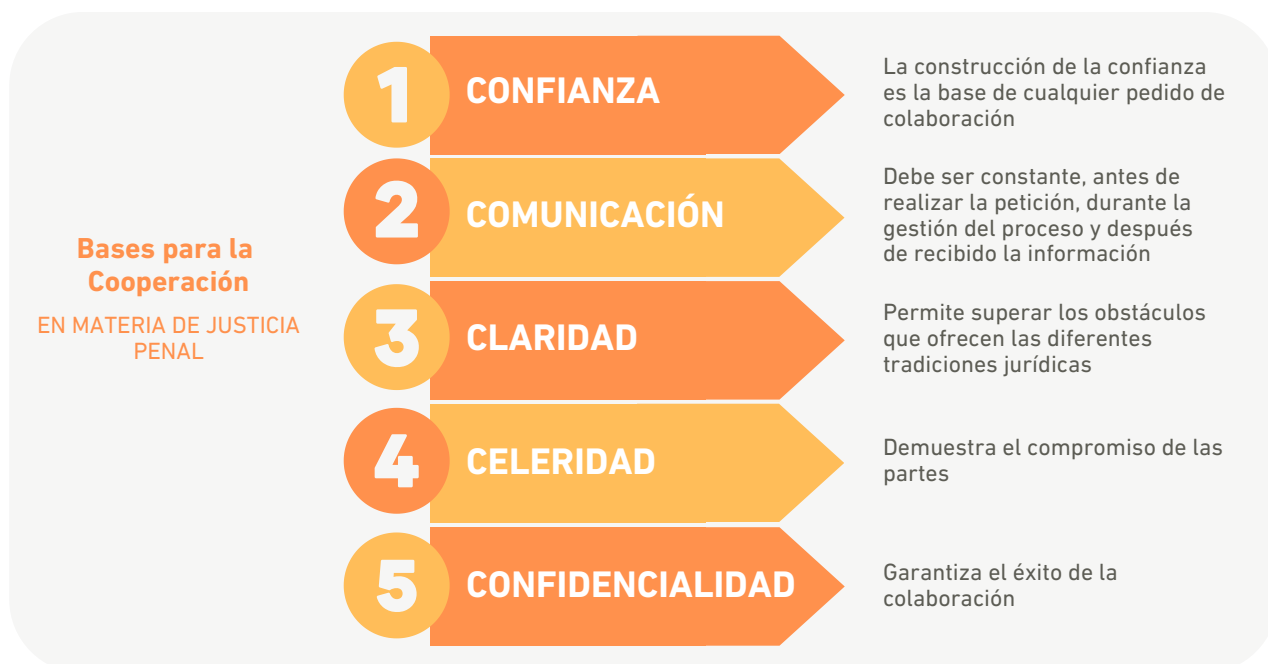 Bases para la
Cooperación
EN MATERIA DE JUSTICIA
PENAL
1
CONFIANZA
La construcción de la confianza
es la base de cualquier pedido de
colaboración
2
COMUNICACIÓN
Debe ser constante, antes de
realizar la petición, durante la
gestión del proceso y después
de recibido la información
3
CLARIDAD
Permite superar los obstáculos
que ofrecen las diferentes
tradiciones jurídicas
4
CELERIDAD
Demuestra el compromiso de las
partes
5
CONFIDENCIALIDAD
Garantiza el éxito de la
colaboración